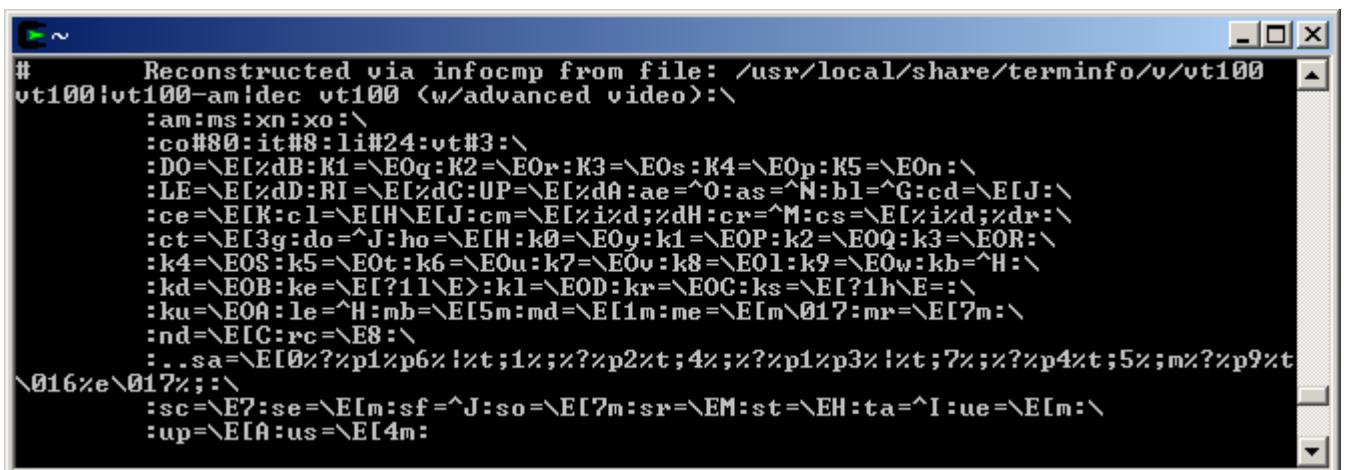 ~
#       Reconstructed via infocmp from file: /usr/local/share/terminfo/v/vt100
vt100|vt100-am|dec vt100 (w/advanced video):\
        :am:ms:xn:xo:\
        :co#80:it#8:li#24:vt#3:\
        :DO=\E[%dB:K1=\EOq:K2=\EOr:K3=\EOs:K4=\EOp:K5=\EOn:\
        :LE=\E[%dD:RI=\E[%dC:UP=\E[%dA:ae=^O:as=^N:bl=^G:cd=\E[J:\
        :ce=\E[K:cl=\E[H\E[J:cm=\E[%i%d;%dH:cr=^M:cs=\E[%i%d;%dr:\
        :ct=\E[3g:do=^J:ho=\E[H:k0=\EOy:k1=\EOP:k2=\EOQ:k3=\EOR:\
        :k4=\EOS:k5=\EOt:k6=\EOu:k7=\EOv:k8=\EOl:k9=\EOw:kb=^H:\
        :kd=\EOB:ke=\E[?1l\E>:kl=\EOD:kr=\EOC:ks=\E[?1h\E=:\
        :ku=\EOA:le=^H:mb=\E[5m:md=\E[1m:me=\E[m\017:mr=\E[7m:\
        :nd=\E[C:rc=\E8:\
        :..sa=\E[0%?%p1%p6%|%t;1%;%?%p2%t;4%;%?%p1%p3%|%t;7%;%?%p4%t;5%;m%?%p9%t
\016%e\017%;:\
        :sc=\E7:se=\E[m:sf=^J:so=\E[7m:sr=\EM:st=\EH:ta=^I:ue=\E[m:\
        :up=\E[A:us=\E[4m: